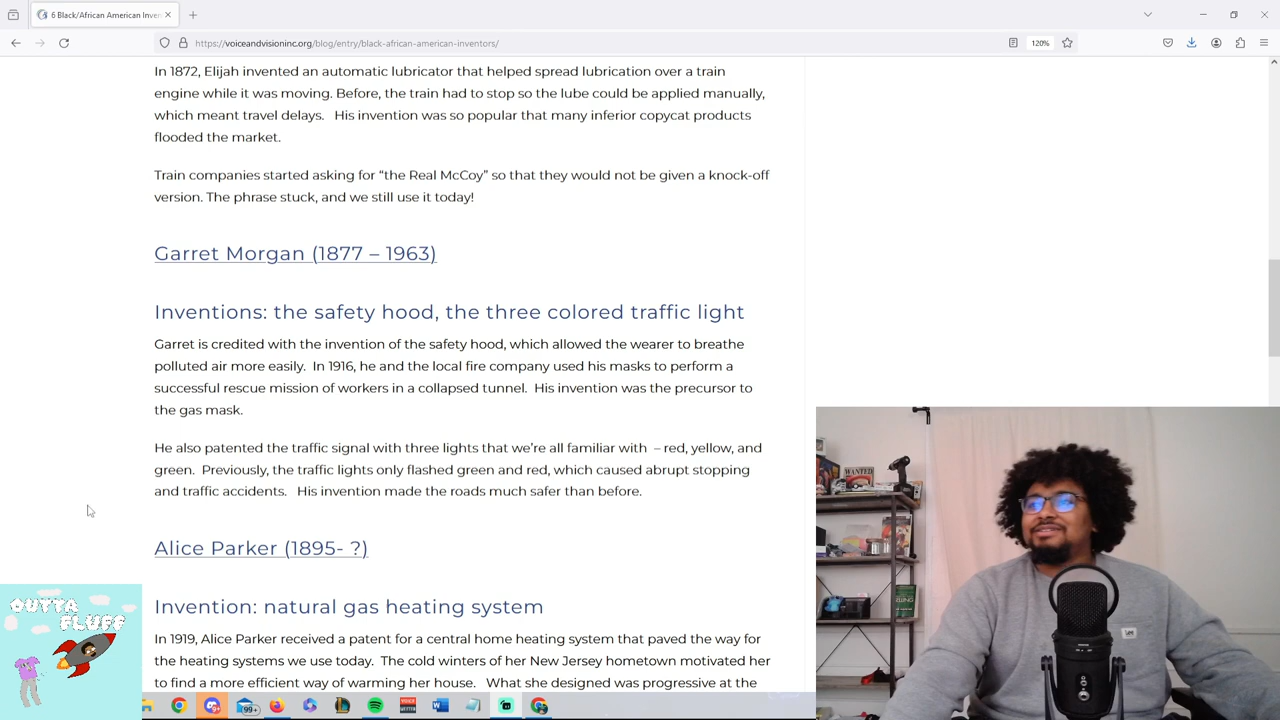 6 Black/African American Inven
https://voiceandvisioninc.org/blog/entry/black-african-american-inventors/
120%
In 1872, Elijah invented an automatic lubricator that helped spread lubrication over a train
engine while it was moving. Before, the train had to stop so the lube could be applied manually,
which meant travel delays. His invention was so popular that many inferior copycat products
flooded the market.
Train companies started asking for “the Real McCoy” so that they would not be given a knock-off
version. The phrase stuck, and we still use it today!
Garret Morgan (1877 – 1963)
Inventions: the safety hood, the three colored traffic light
Garret is credited with the invention of the safety hood, which allowed the wearer to breathe
polluted air more easily. In 1916, he and the local fire company used his masks to perform a
successful rescue mission of workers in a collapsed tunnel. His invention was the precursor to
the gas mask.
He also patented the traffic signal with three lights that we’re all familiar with – red, yellow, and
green. Previously, the traffic lights only flashed green and red, which caused abrupt stopping
and traffic accidents. His invention made the roads much safer than before.
Alice Parker (1895- ?)
Invention: natural gas heating system
In 1919, Alice Parker received a patent for a central home heating system that paved the way for
the heating systems we use today. The cold winters of her New Jersey hometown motivated her
to find a more efficient way of warming her house. What she designed was progressive at the
OUTTA
FLUFF
WANTED
99+